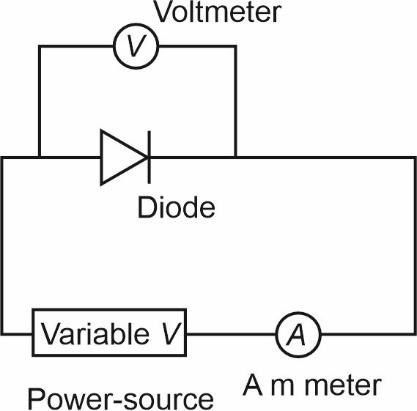 Voltmeter
V
Diode
Variable V
A
Power-source
A m meter